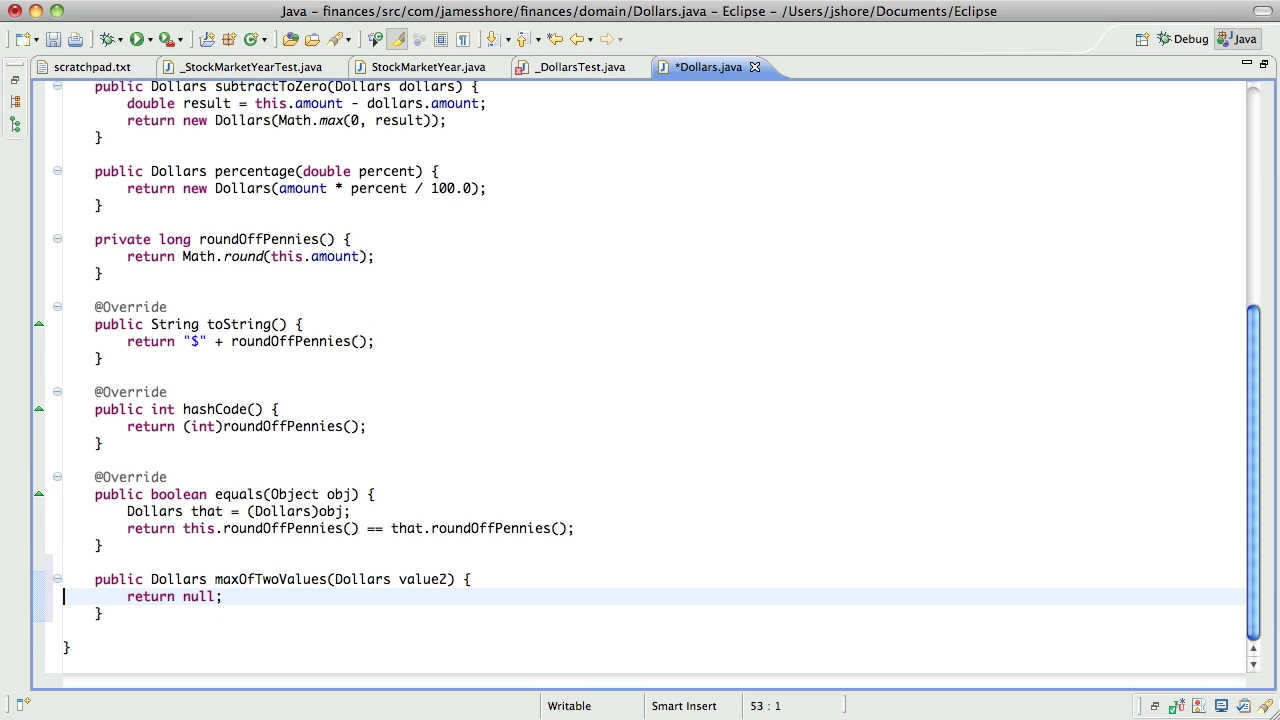 Java - finances/src/com/jamesshore/finances/domain/Dollars.java - Eclipse - /Users/jshore/Documents/Eclipse
Debug Java
scratchpad.txt _StockMarketYearTest.java StockMarketYear.java _DollarsTest.java *Dollars.java
public Dollars subtractToZero(Dollars dollars) {
double result = this.amount - dollars.amount;
return new Dollars(Math.max(0, result));
}
public Dollars percentage(double percent) {
return new Dollars(amount * percent / 100.0);
}
private long roundOffPennies() {
return Math.round(this.amount);
}
@Override
public String toString() {
return "$" + roundOffPennies();
}
@Override
public int hashCode() {
return (int)roundOffPennies();
}
@Override
public boolean equals(Object obj) {
Dollars that = (Dollars)obj;
return this.roundOffPennies() == that.roundOffPennies();
}
public Dollars maxOfTwoValues(Dollars value2) {
return null;
}
}
Writable Smart Insert 53 : 1